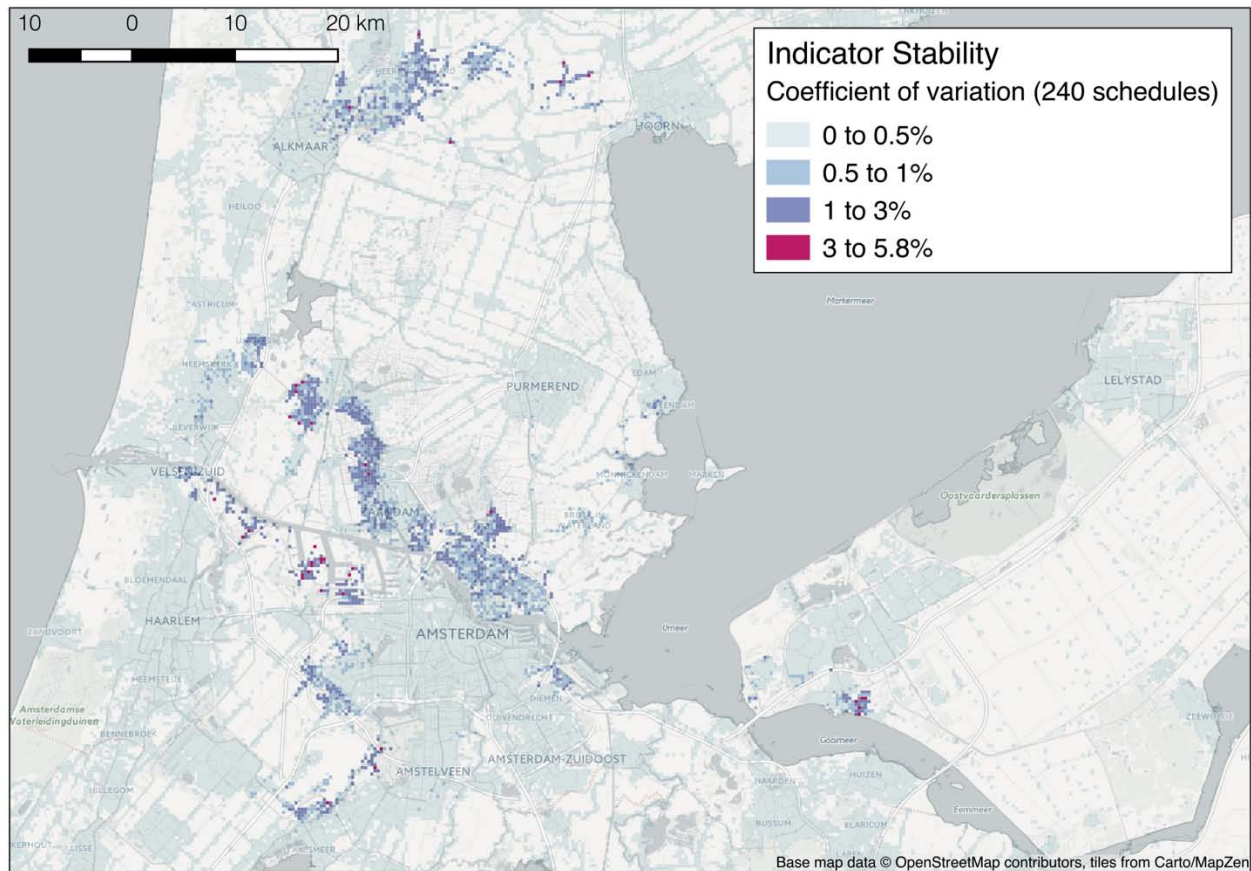 10 0 10 20 km
Indicator Stability
Coefficient of variation (240 schedules)
0 to 0.5%
0.5 to 1%
1 to 3%
3 to 5.8%
HOORN
ALKMAAR
HEILOO
Markermeer
CASTRICUM
HEEMSKERK
EDAM
PURMEREND
LELYSTAD
BEVERWIJK
VELSEN-ZUID
MONNICKENDAM
MARKEN
Oostvaardersplassen
ZAANDAM
BLOEMENDAAL
HAARLEM
AMSTERDAM
IJmeer
ZANDVOORT
HEEMSTEDE
DIEMEN
Amsterdamse
Waterleidingduinen
DUIVENDRECHT
ZEEWOLDE
BENNEBROEK
Gooimeer
AMSTERDAM-ZUIDOOST
AMSTELVEEN
NAARDEN
HUIZEN
HILLEGOM
Eemmeer
BUSSUM
BLARICUM
LISSE
AALSMEER
LAREN
Base map data © OpenStreetMap contributors, tiles from Carto/MapZen